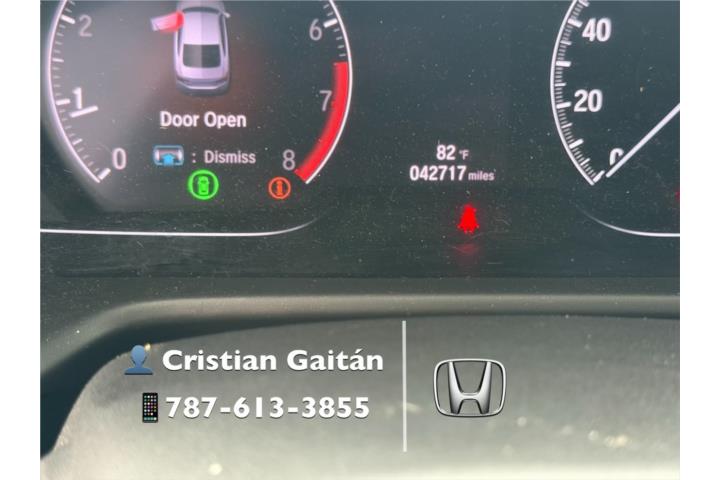 2
6
40
Door Open
1
7
20
0
: Dismiss
8
82 °F
042717 miles
0
Cristian Gaitán
787-613-3855